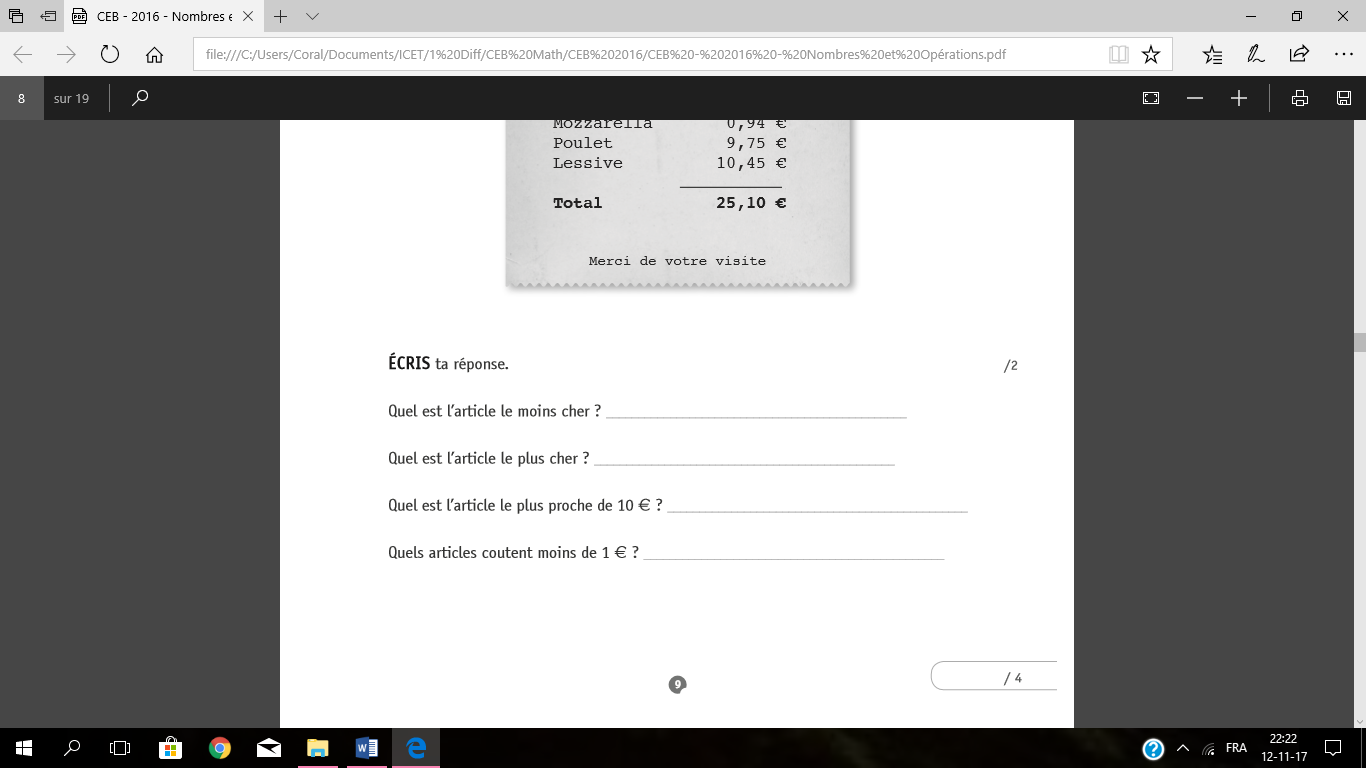 CEB - 2016 - Nombres e
file:///C:/Users/Coral/Documents/ICET/1%20Diff/CEB%20Math/CEB%202016/CEB%20-%202016%20-%20Nombres%20et%20Opérations.pdf
8 sur 19
Mozzarella 0,94 €
Poulet 9,75 €
Lessive 10,45 €
Total 25,10 €
Merci de votre visite
ÉCRIS ta réponse. /2
Quel est l'article le moins cher ?
Quel est l'article le plus cher ?
Quel est l'article le plus proche de 10 € ?
Quels articles coutent moins de 1 € ?
9
/ 4
FRA
22:22
12-11-17